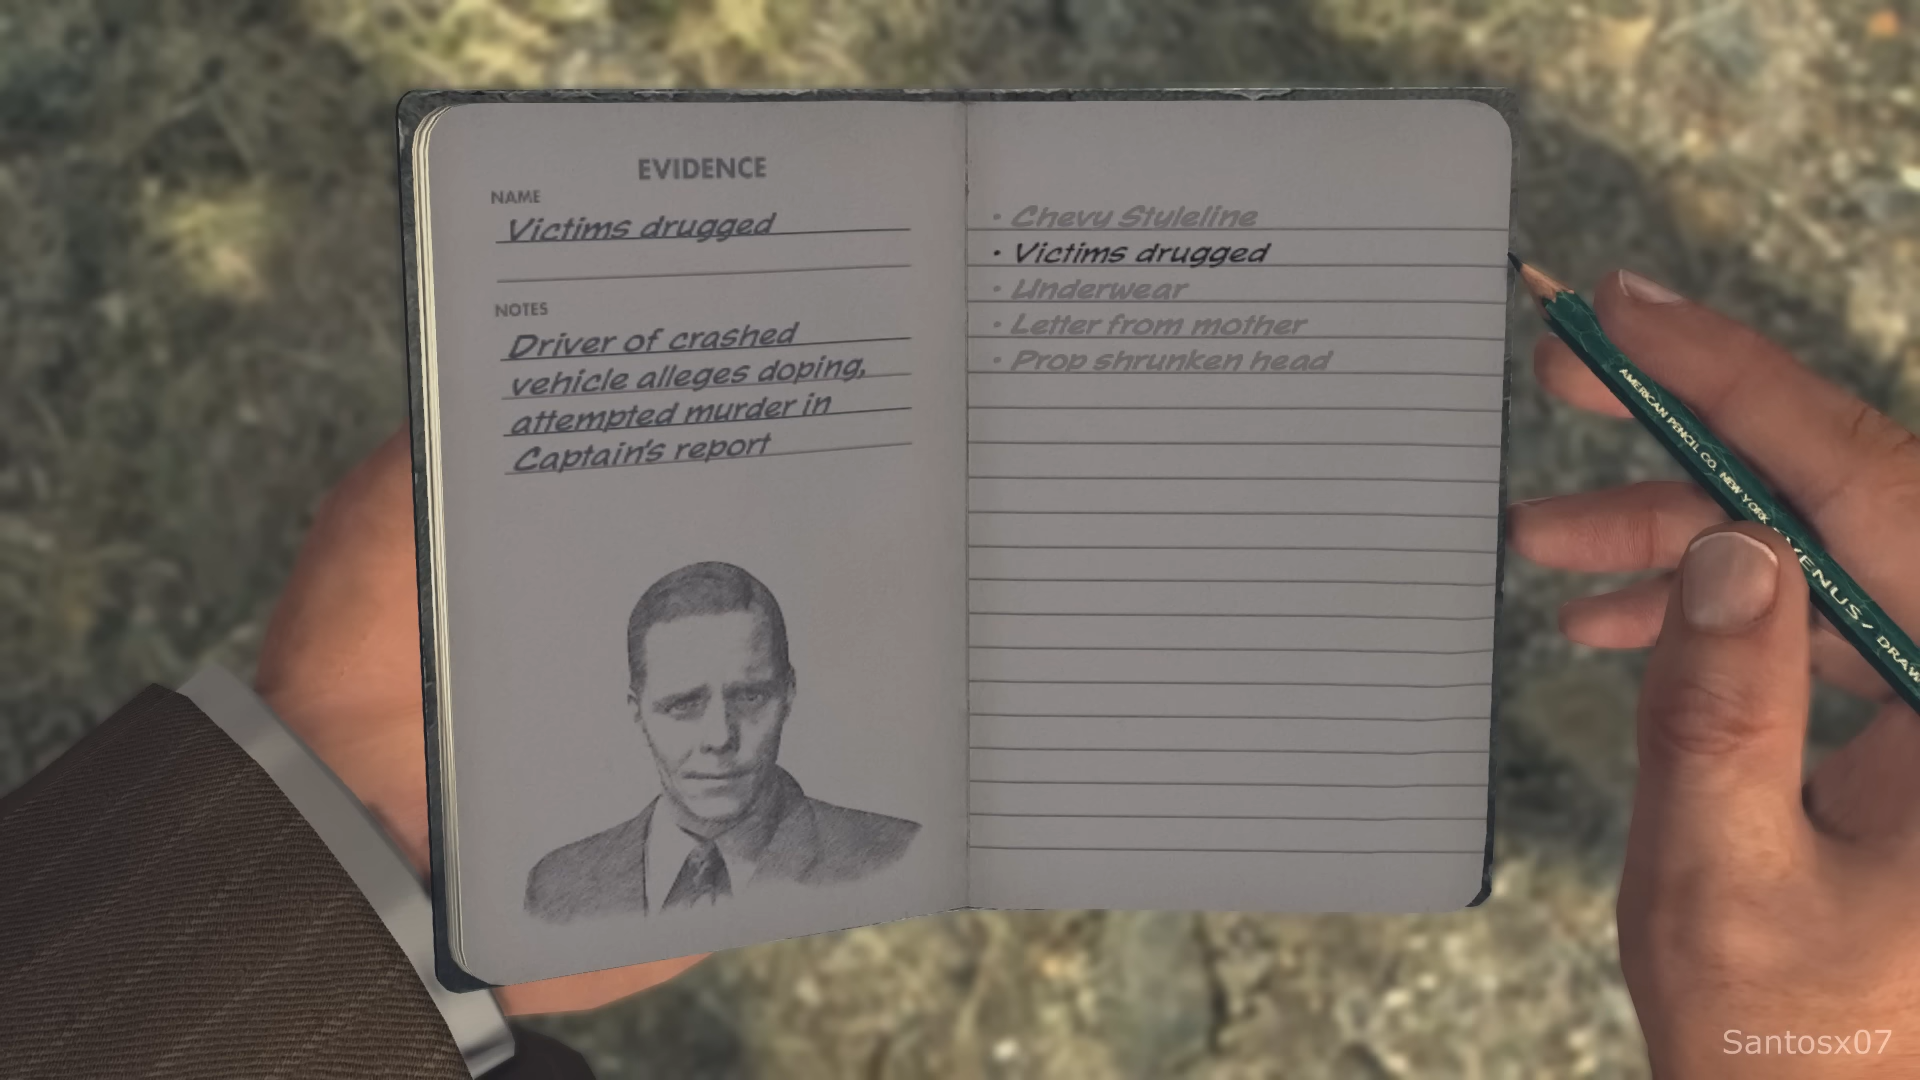 EVIDENCE
NAME
Victims drugged
NOTES
Driver of crashed
vehicle alleges doping,
attempted murder in
Captain's report
• Chevy Styleline
• Victims drugged
• Underwear
• Letter from mother
• Prop shrunken head
AMERICAN PENCIL CO. NEW YORK VENUS / DRAW
Santosx07